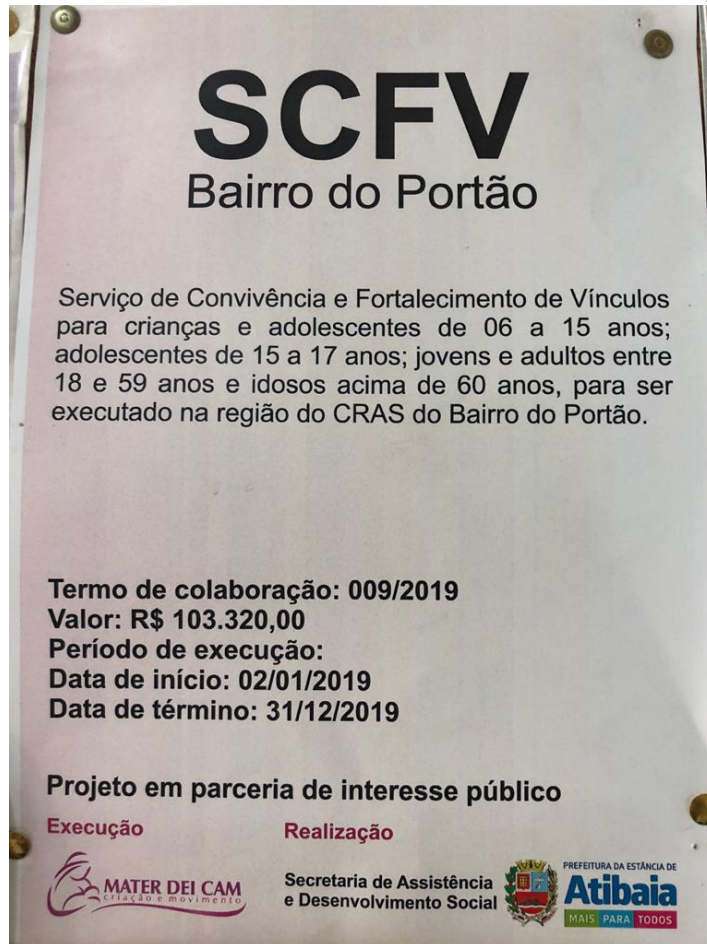 SCFV
Bairro do Portão
Serviço de Convivência e Fortalecimento de Vínculos
para crianças e adolescentes de 06 a 15 anos;
adolescentes de 15 a 17 anos; jovens e adultos entre
18 e 59 anos e idosos acima de 60 anos, para ser
executado na região do CRAS do Bairro do Portão.
Termo de colaboração: 009/2019
Valor: R$ 103.320,00
Período de execução:
Data de início: 02/01/2019
Data de término: 31/12/2019
Projeto em parceria de interesse público
Execução
MATER DEI CAM
criação e movimento
Realização
Secretaria de Assistência
e Desenvolvimento Social
PREFEITURA DA ESTÂNCIA DE
Atibaia
MAIS PARA TODOS